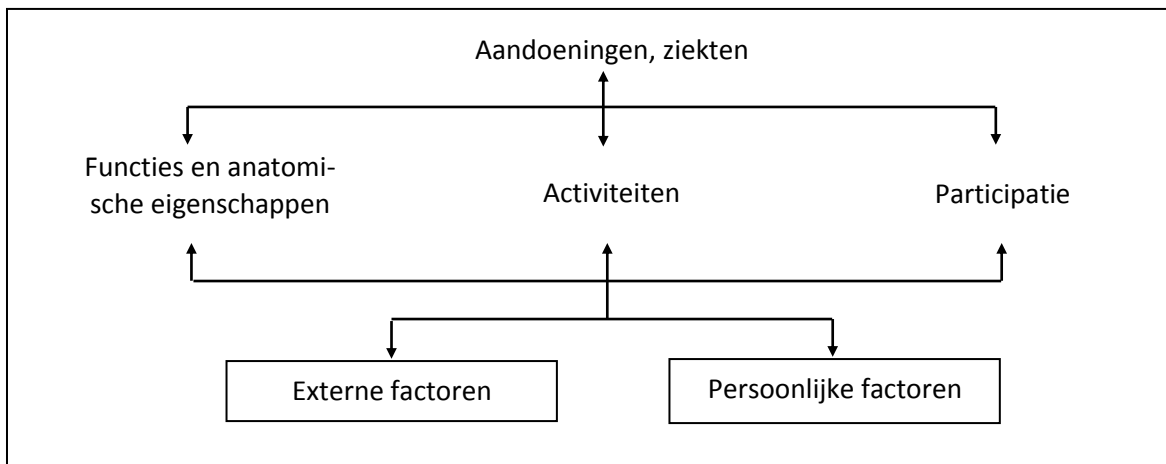 Aandoeningen, ziekten
Functies en anatomi-
sche eigenschappen
Activiteiten
Participatie
Externe factoren
Persoonlijke factoren